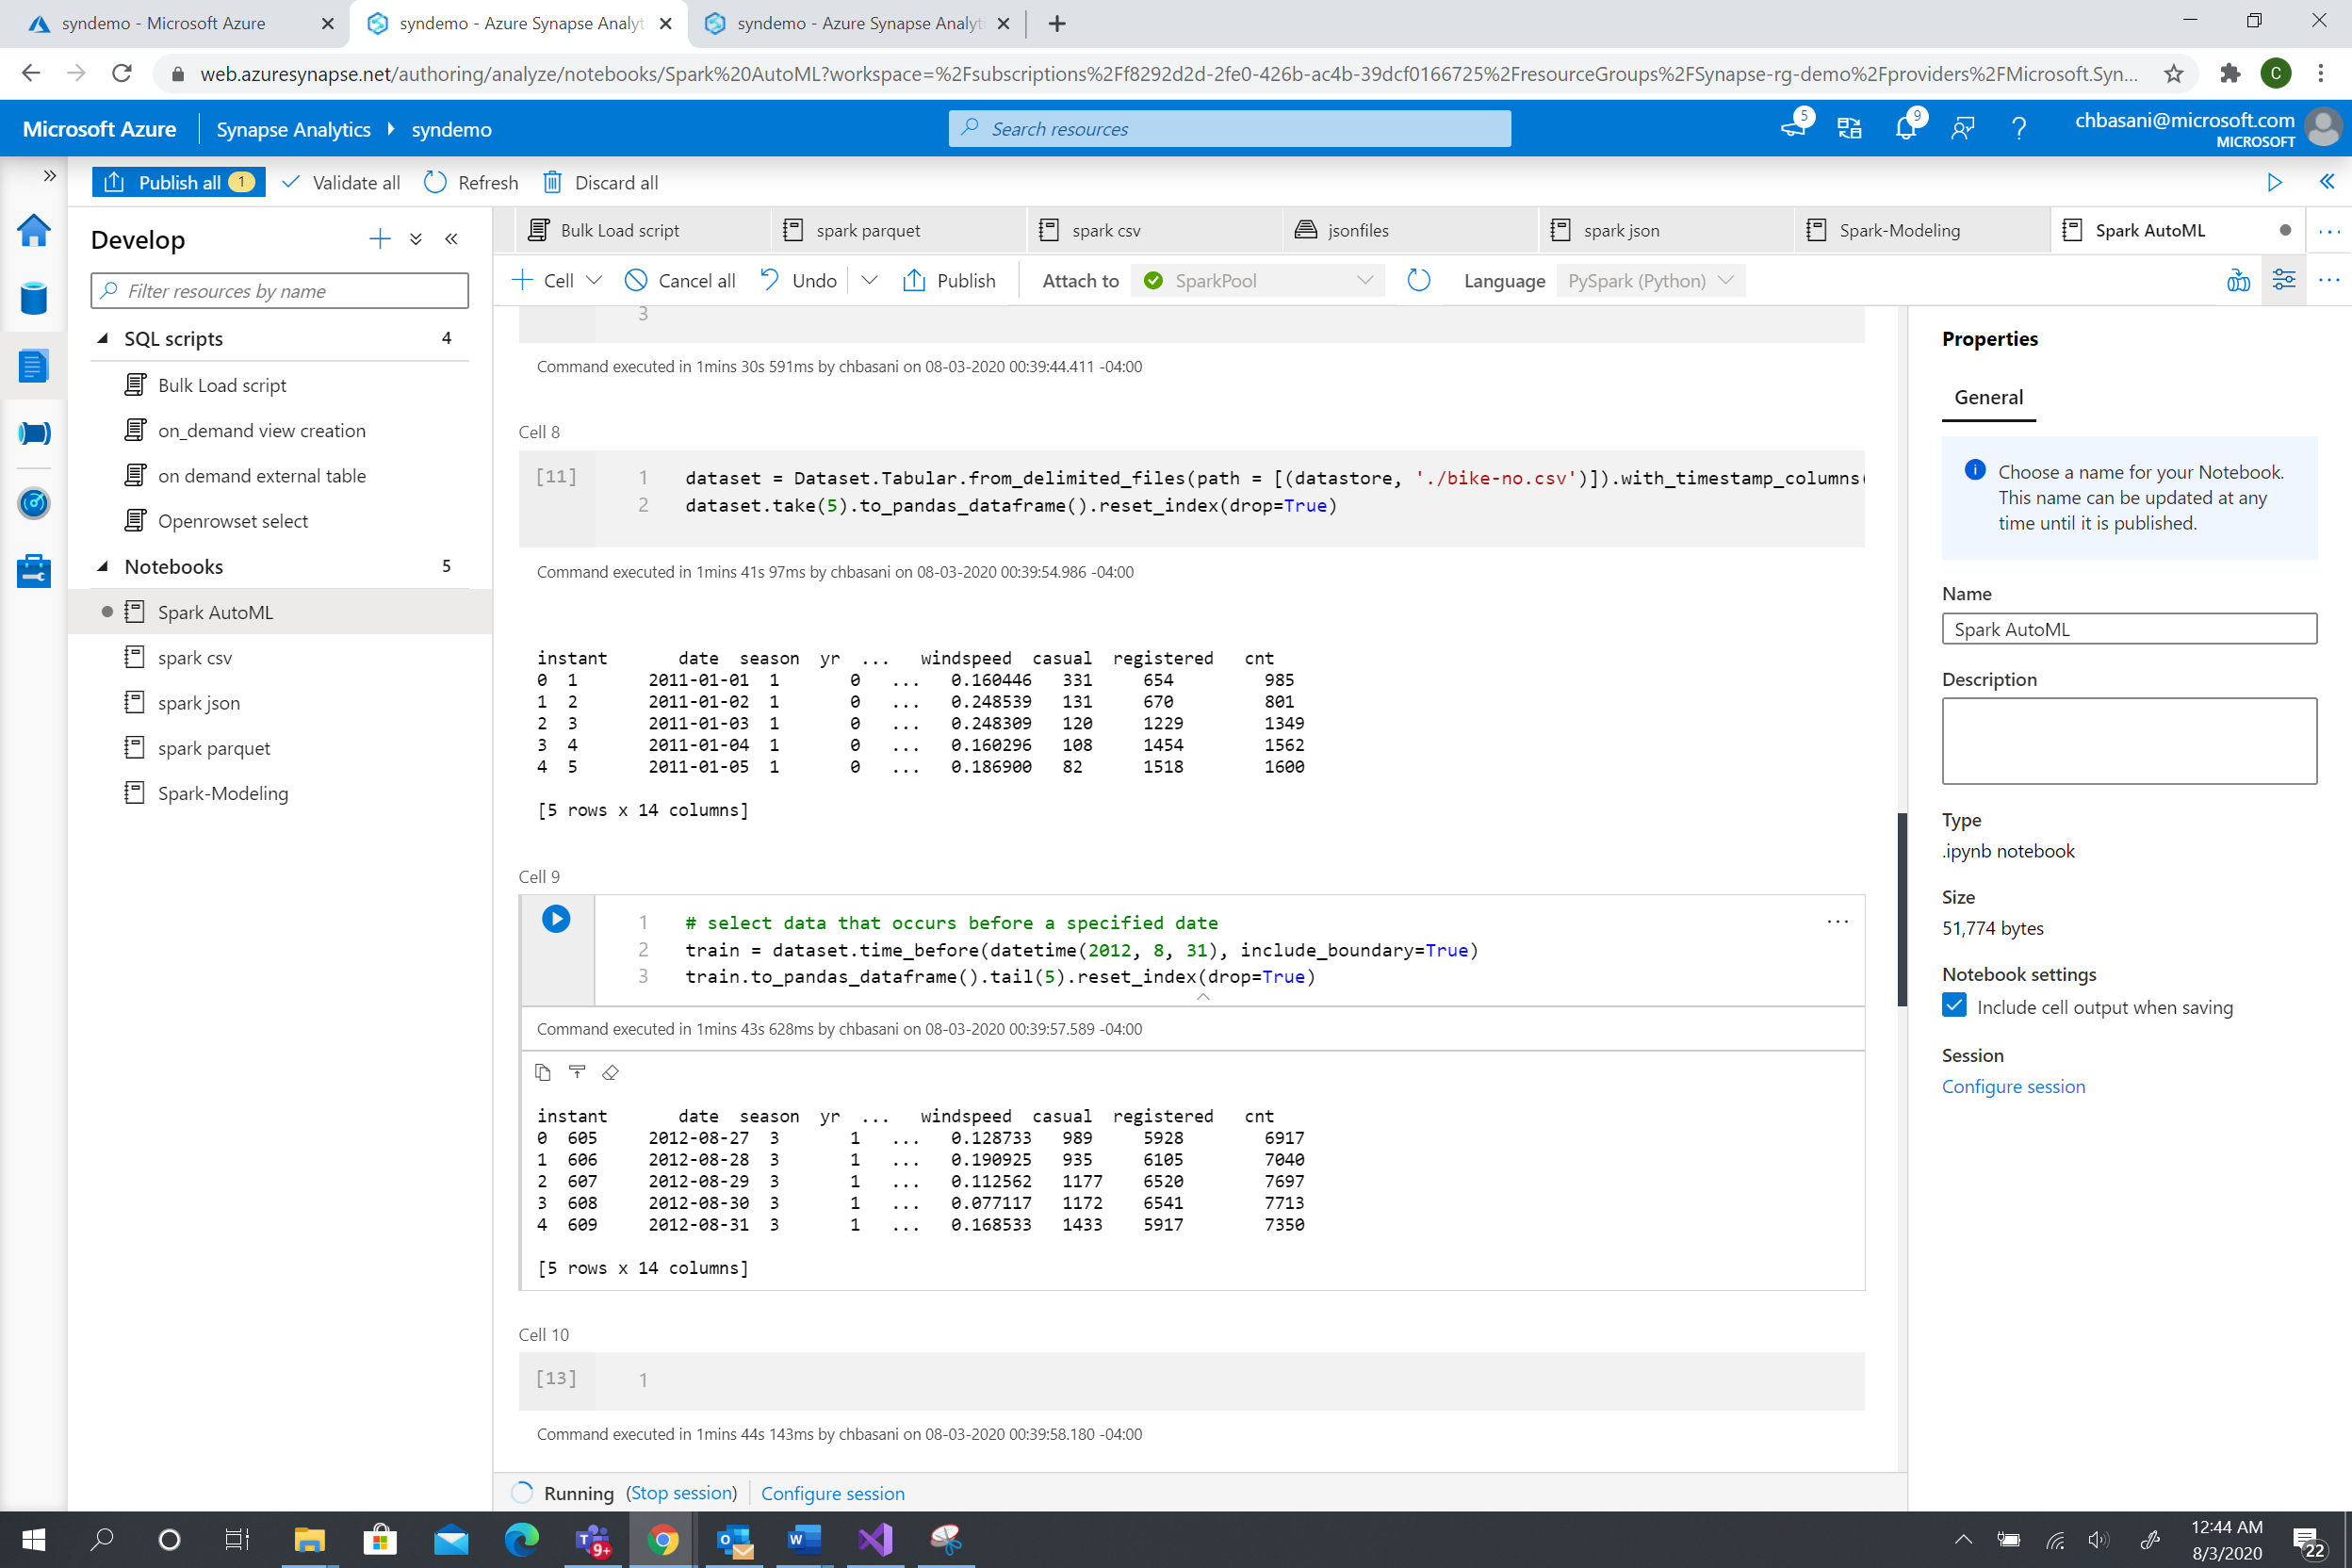 syndemo - Microsoft Azure
syndemo - Azure Synapse Analyt
syndemo - Azure Synapse Analyt
web.azuresynapse.net/authoring/analyze/notebooks/Spark%20AutoML?workspace=%2Fsubscriptions%2Ff8292d2d-2fe0-426b-ac4b-39dcf0166725%2FresourceGroups%2FSynapse-rg-demo%2Fproviders%2FMicrosoft.Syn...
C
Microsoft Azure
Synapse Analytics
syndemo
Search resources
5
9
chbasani@microsoft.com
MICROSOFT
Publish all 1
Validate all
Refresh
Discard all
Develop
Filter resources by name
SQL scripts 4
Bulk Load script
on_demand view creation
on demand external table
Openrowset select
Notebooks 5
Spark AutoML
spark csv
spark json
spark parquet
Spark-Modeling
Bulk Load script
spark parquet
spark csv
jsonfiles
spark json
Spark-Modeling
Spark AutoML
Cell
Cancel all
Undo
Publish
Attach to SparkPool
Language PySpark (Python)
3
Command executed in 1mins 30s 591ms by chbasani on 08-03-2020 00:39:44.411 -04:00
Cell 8
[11]
1 dataset = Dataset.Tabular.from_delimited_files(path = [(datastore, './bike-no.csv')]).with_timestamp_columns(
2 dataset.take(5).to_pandas_dataframe().reset_index(drop=True)
Command executed in 1mins 41s 97ms by chbasani on 08-03-2020 00:39:54.986 -04:00
instant date season yr ... windspeed casual registered cnt
0 1 2011-01-01 1 0 ... 0.160446 331 654 985
1 2 2011-01-02 1 0 ... 0.248539 131 670 801
2 3 2011-01-03 1 0 ... 0.248309 120 1229 1349
3 4 2011-01-04 1 0 ... 0.160296 108 1454 1562
4 5 2011-01-05 1 0 ... 0.186900 82 1518 1600
[5 rows x 14 columns]
Cell 9
1 # select data that occurs before a specified date
2 train = dataset.time_before(datetime(2012, 8, 31), include_boundary=True)
3 train.to_pandas_dataframe().tail(5).reset_index(drop=True)
Command executed in 1mins 43s 628ms by chbasani on 08-03-2020 00:39:57.589 -04:00
instant date season yr ... windspeed casual registered cnt
0 605 2012-08-27 3 1 ... 0.128733 989 5928 6917
1 606 2012-08-28 3 1 ... 0.190925 935 6105 7040
2 607 2012-08-29 3 1 ... 0.112562 1177 6520 7697
3 608 2012-08-30 3 1 ... 0.077117 1172 6541 7713
4 609 2012-08-31 3 1 ... 0.168533 1433 5917 7350
[5 rows x 14 columns]
Cell 10
[13]
1
Command executed in 1mins 44s 143ms by chbasani on 08-03-2020 00:39:58.180 -04:00
Running (Stop session)
Configure session
Properties
General
Choose a name for your Notebook.
This name can be updated at any
time until it is published.
Name
Spark AutoML
Description
Type
.ipynb notebook
Size
51,774 bytes
Notebook settings
Include cell output when saving
Session
Configure session
T
9+
O
W
12:44 AM
8/3/2020
22